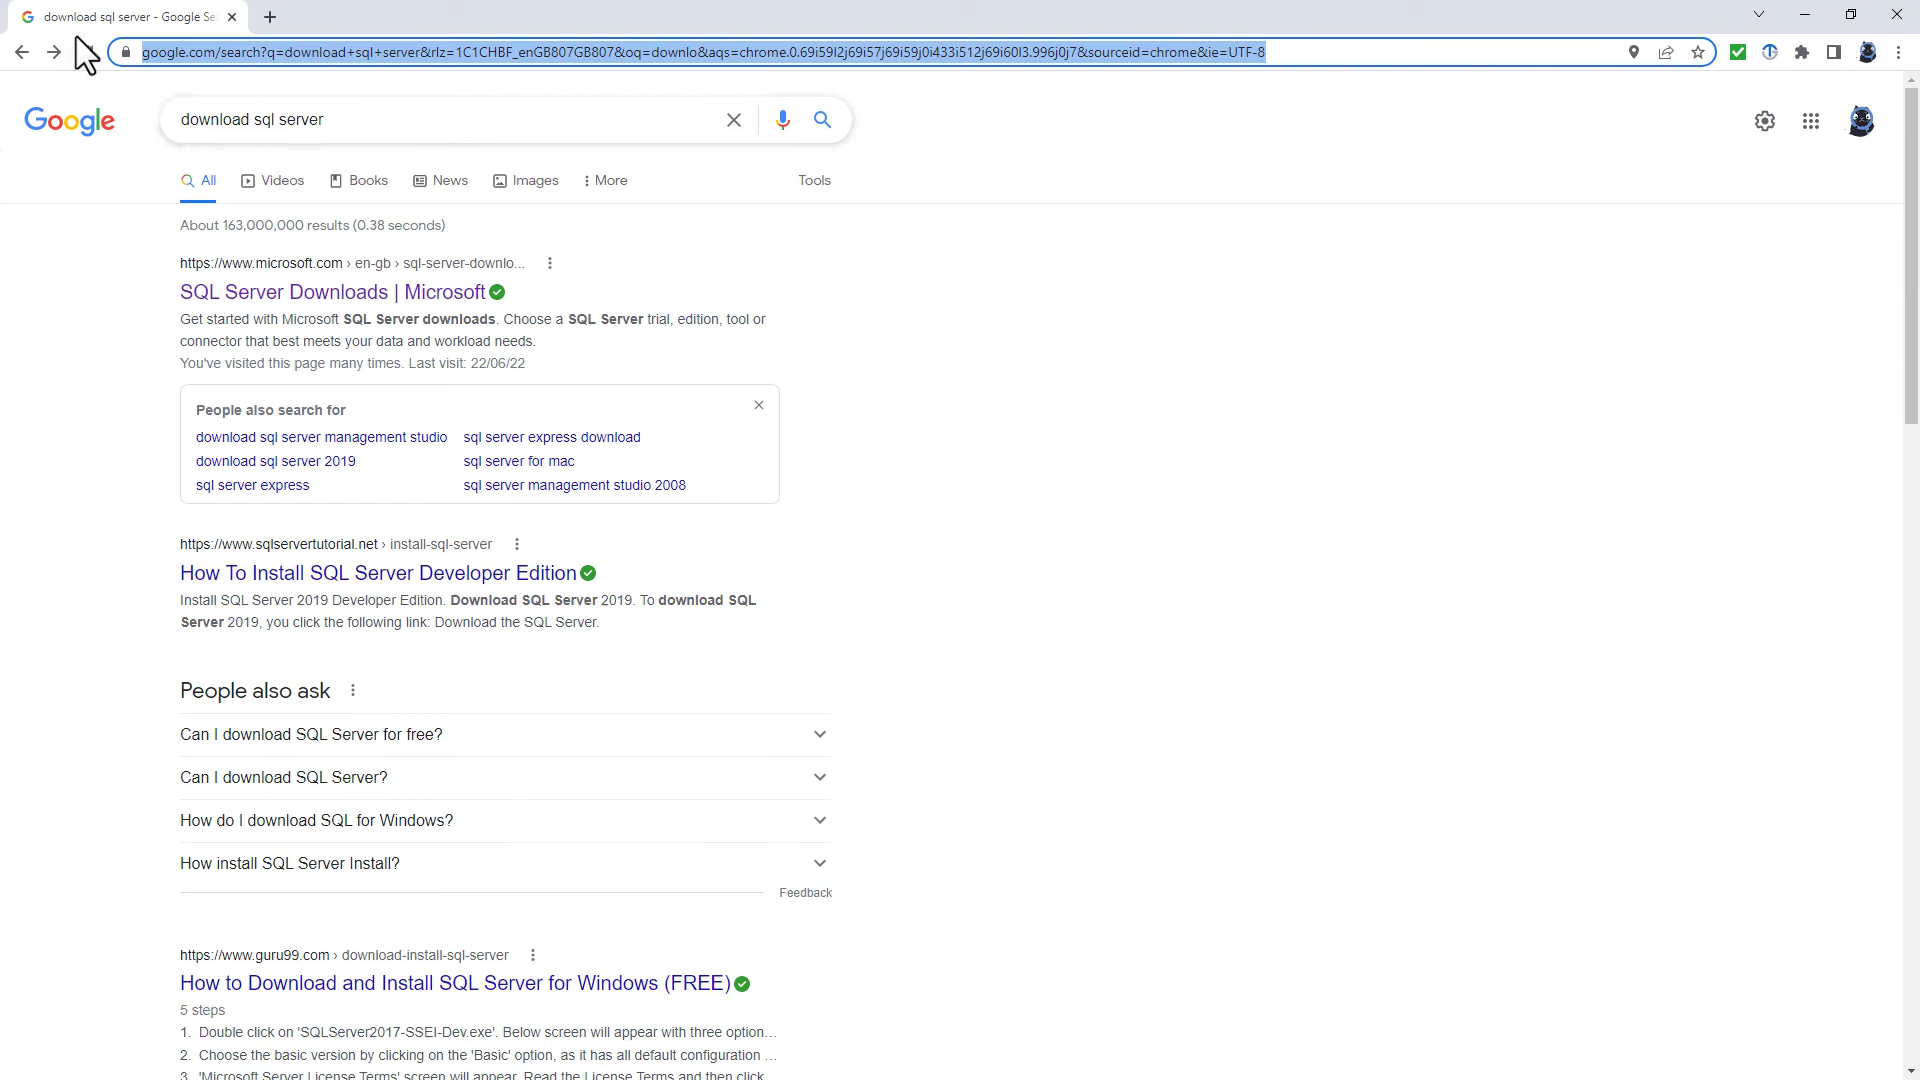 download sql server - Google Se
google.com/search?q=download+sql+server&rlz=1C1CHBF_enGB807GB807&oq=downlo&aqs=chrome.0.69i59l2j69i57j69i59j0i433i512j69i60l3.996j0j7&sourceid=chrome&ie=UTF-8
Google
download sql server
All
Videos
Books
News
Images
More
Tools
About 163,000,000 results (0.38 seconds)
https://www.microsoft.com › en-gb › sql-server-downlo...
SQL Server Downloads | Microsoft
Get started with Microsoft SQL Server downloads. Choose a SQL Server trial, edition, tool or
connector that best meets your data and workload needs.
You've visited this page many times. Last visit: 22/06/22
People also search for
download sql server management studio
sql server express download
download sql server 2019
sql server for mac
sql server express
sql server management studio 2008
https://www.sqlservertutorial.net › install-sql-server
How To Install SQL Server Developer Edition
Install SQL Server 2019 Developer Edition. Download SQL Server 2019. To download SQL
Server 2019, you click the following link: Download the SQL Server.
People also ask
Can I download SQL Server for free?
Can I download SQL Server?
How do I download SQL for Windows?
How install SQL Server Install?
Feedback
https://www.guru99.com › download-install-sql-server
How to Download and Install SQL Server for Windows (FREE)
5 steps
1. Double click on 'SQLServer2017-SSEI-Dev.exe'. Below screen will appear with three option...
2. Choose the basic version by clicking on the 'Basic' option, as it has all default configuration ...
3. 'Microsoft Server License Terms' screen will appear. Read the License Terms and then click